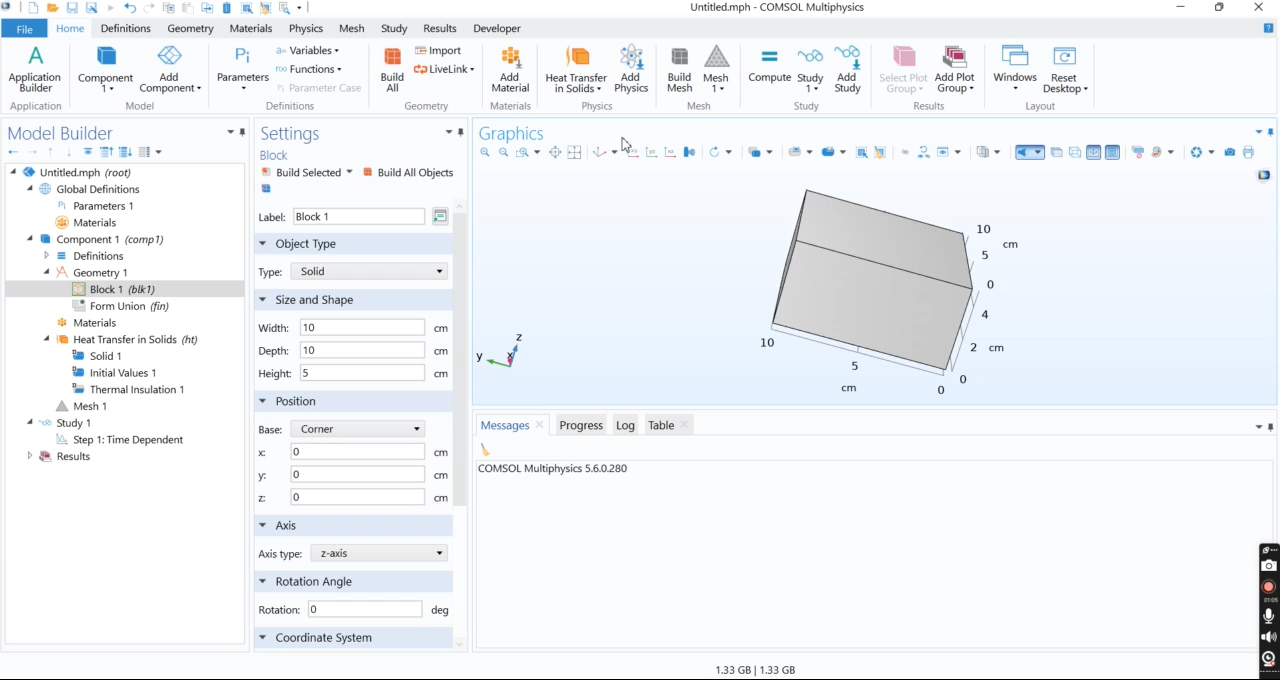 Untitled.mph - COMSOL Multiphysics
File Home Definitions Geometry Materials Physics Mesh Study Results Developer
Application Builder
Component 1
Add Component
Pi Parameters
a= Variables
f(x) Functions
Pi Parameter Case
Build All
Import
LiveLink
Add Material
Heat Transfer in Solids
Add Physics
Build Mesh
Mesh 1
Compute
Study 1
Add Study
Select Plot Group
Add Plot Group
Windows
Reset Desktop
Application Model Definitions Geometry Materials Physics Mesh Study Results Layout
Model Builder
Untitled.mph (root)
Global Definitions
Pi Parameters 1
Materials
Component 1 (comp1)
Definitions
Geometry 1
Block 1 (blk1)
Form Union (fin)
Materials
Heat Transfer in Solids (ht)
Solid 1
Initial Values 1
Thermal Insulation 1
Mesh 1
Study 1
Step 1: Time Dependent
Results
Settings
Block
Build Selected Build All Objects
Label: Block 1
Object Type
Type: Solid
Size and Shape
Width: 10 cm
Depth: 10 cm
Height: 5 cm
Position
Base: Corner
x: 0 cm
y: 0 cm
z: 0 cm
Axis
Axis type: z-axis
Rotation Angle
Rotation: 0 deg
Coordinate System
Graphics
10
5 cm
0
4
2 cm
0
10
5
0
cm
z
y x
Messages Progress Log Table
COMSOL Multiphysics 5.6.0.280
1.33 GB | 1.33 GB
01:05